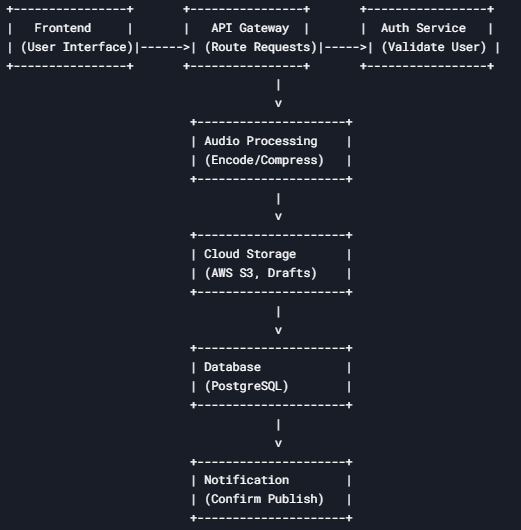 +----------------+       +----------------+       +-----------------+
|   Frontend     |       |   API Gateway  |       |  Auth Service   |
| (User Interface)|------>| (Route Requests)|----->| (Validate User) |
+----------------+       +----------------+       +-----------------+
                                      |
                                      v
                          +---------------------+
                          | Audio Processing    |
                          | (Encode/Compress)   |
                          +---------------------+
                                      |
                                      v
                          +---------------------+
                          | Cloud Storage       |
                          | (AWS S3, Drafts)    |
                          +---------------------+
                                      |
                                      v
                          +---------------------+
                          | Database            |
                          | (PostgreSQL)        |
                          +---------------------+
                                      |
                                      v
                          +---------------------+
                          | Notification        |
                          | (Confirm Publish)   |
                          +---------------------+